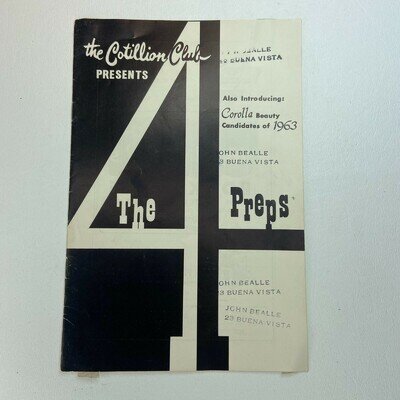 the Cotillion Club
PRESENTS
BEALLE
BUENA VISTA
Also Introducing:
Corolla Beauty
Candidates of 1963
JOHN BEALLE
3 BUENA VISTA
The 4 Preps
JOHN BEALLE
23 BUENA VISTA
JOHN BEALLE
23 BUENA VISTA